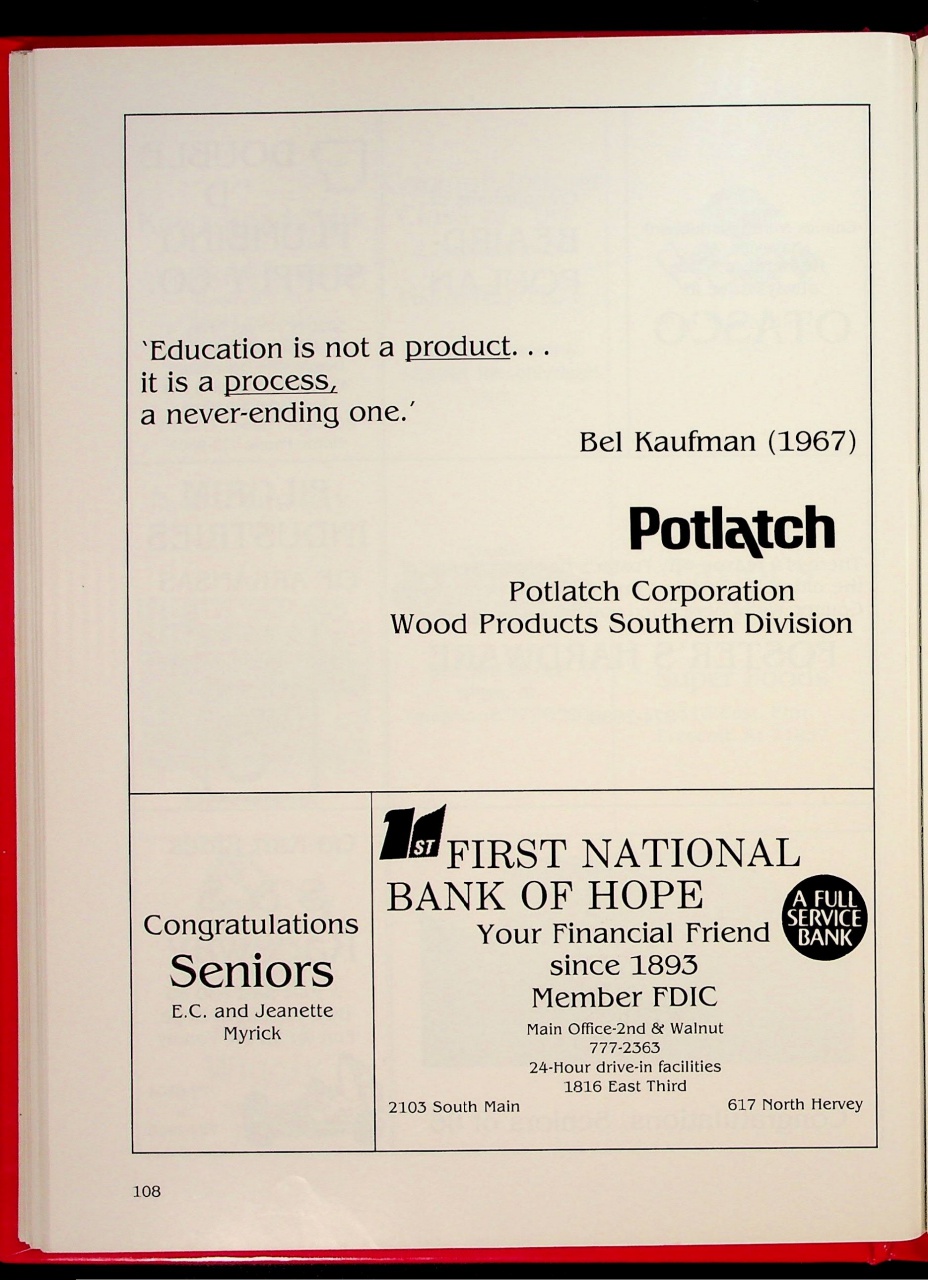 ‘Education is not a product. . .
it is a process,
a never-ending one.’
Bel Kaufman (1967)
Potlatch
Potlatch Corporation
Wood Products Southern Division
Congratulations
Seniors
E.C. and Jeanette
Myrick
1ST
FIRST NATIONAL
BANK OF HOPE
A FULL
SERVICE
BANK
Your Financial Friend
since 1893
Member FDIC
Main Office-2nd & Walnut
777-2363
24-Hour drive-in facilities
1816 East Third
2103 South Main
617 North Hervey
108